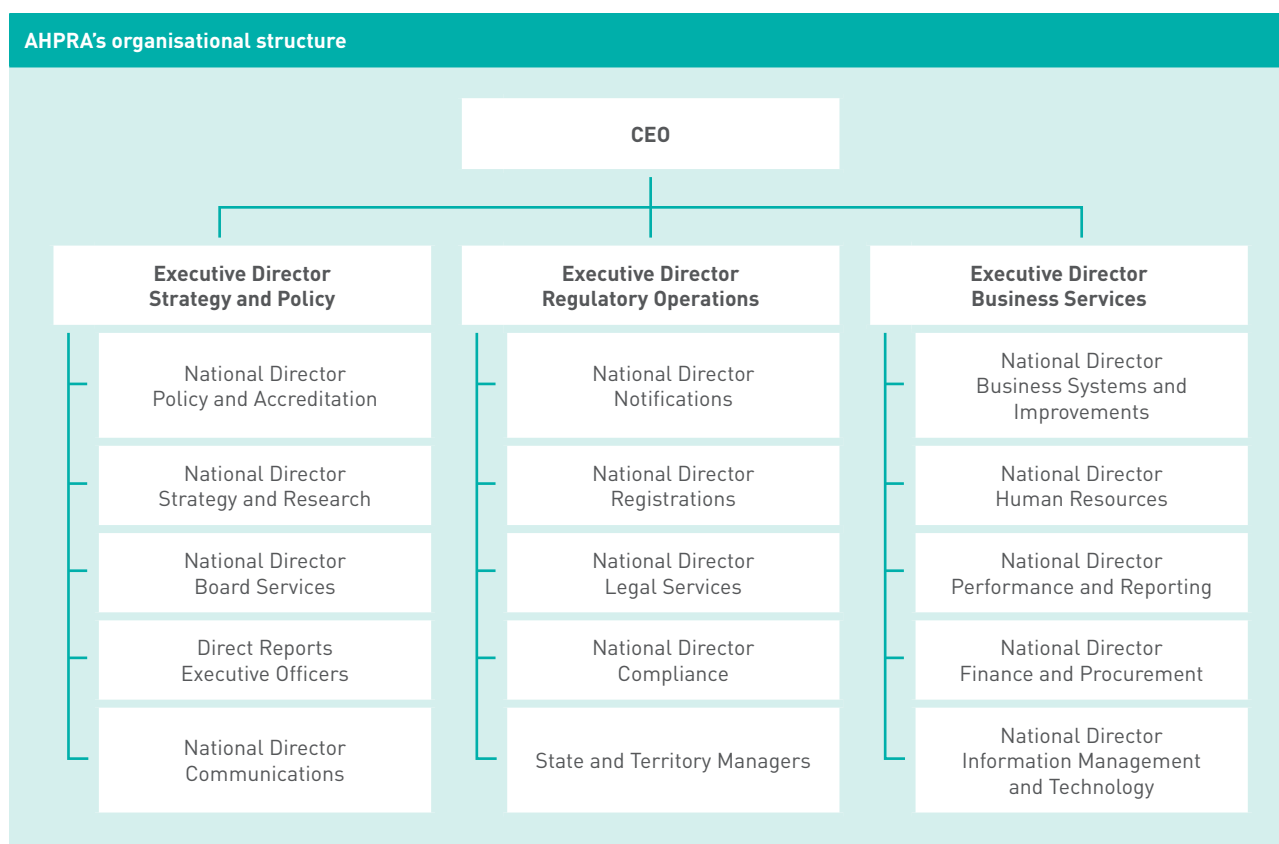 AHPRA's organisational structure
CEO
Executive Director
Strategy and Policy
National Director
Policy and Accreditation
National Director
Strategy and Research
National Director
Board Services
Direct Reports
Executive Officers
National Director
Communications
Executive Director
Regulatory Operations
National Director
Notifications
National Director
Registrations
National Director
Legal Services
National Director
Compliance
State and Territory Managers
Executive Director
Business Services
National Director
Business Systems and
Improvements
National Director
Human Resources
National Director
Performance and Reporting
National Director
Finance and Procurement
National Director
Information Management
and Technology